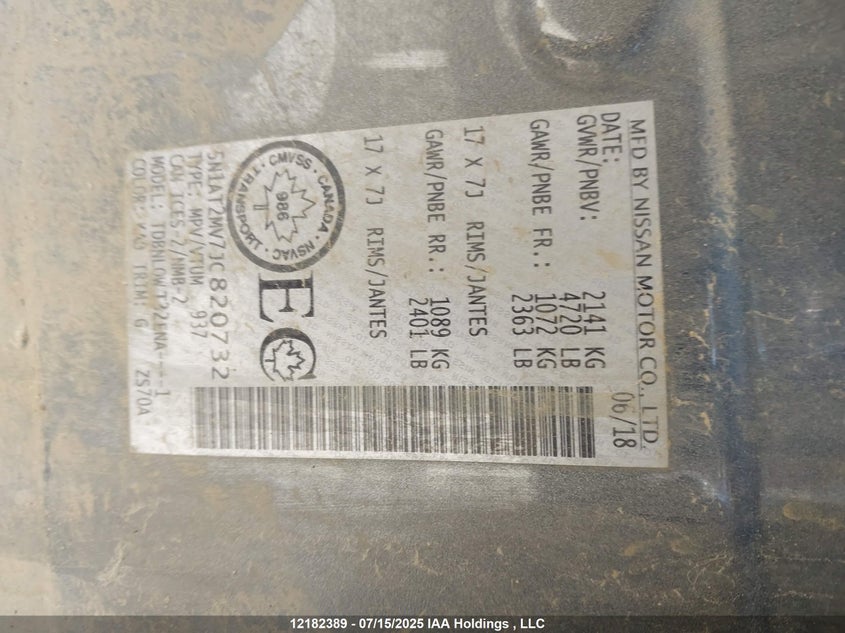 MFD BY NISSAN MOTOR CO., LTD.
DATE: 06/18
GVWR/PNBV: 2141 KG
4720 LB
GAWR/PNBE FR.: 1072 KG
2363 LB
17 X 7J RIMS/JANTES
GAWR/PNBE RR.: 1089 KG
2401 LB
17 X 7J RIMS/JANTES
CMVSS · CANADA · NSVAC · TRANSPORT
986
EC
5N1AT2MV7JC820732
TYPE: MPV/VTUM 937
CAN ICES-2/NMB-2
MODEL:
COLOR: TRIM: G ZS70A
12182389 - 07/15/2025 IAA Holdings , LLC